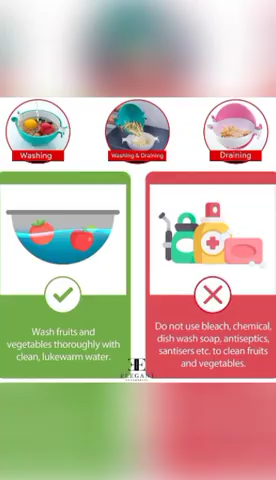 Washing
Washing & Draining
Draining
Wash fruits and
vegetables thoroughly with
clean, lukewarm water.
Do not use bleach, chemical,
dish wash soap, antiseptics,
santisers etc. to clean fruits
and vegetables.